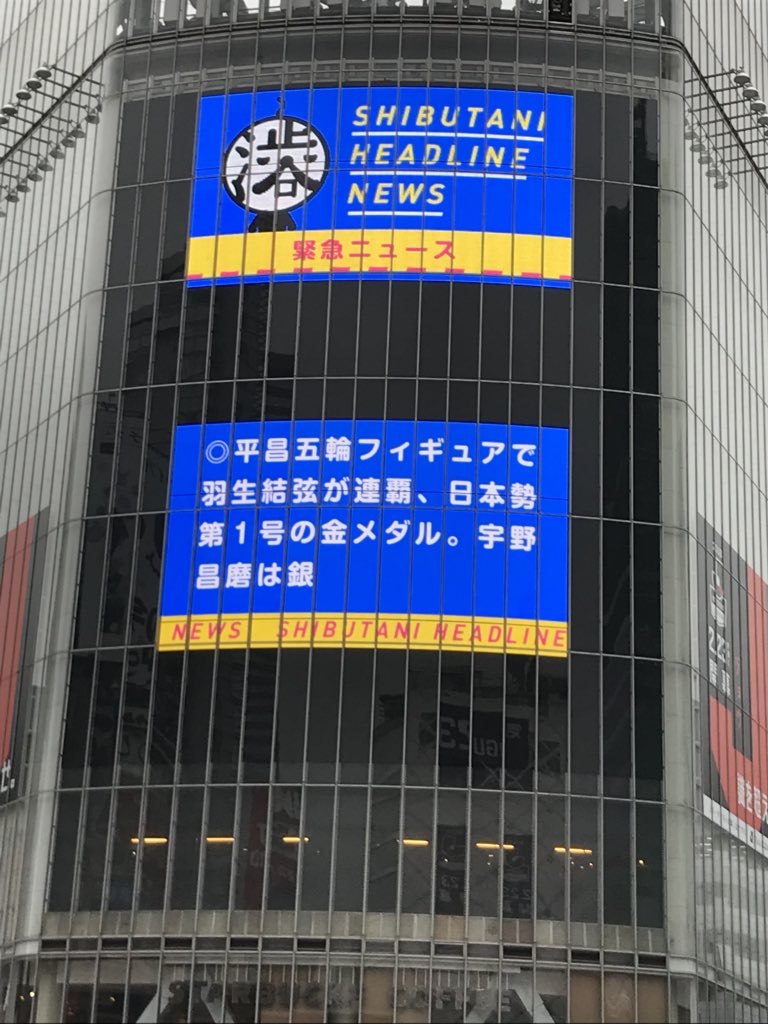 渋
SHIBUTANI
HEADLINE
NEWS
緊急ニュース
◎平昌五輪フィギュアで
羽生結弦が連覇、日本勢
第1号の金メダル。宇野
昌磨は銀
NEWS SHIBUTANI HEADLINE
STARBUCKS COFFEE